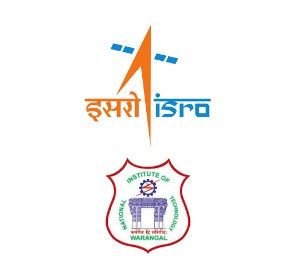 इसरो isro
NATIONAL INSTITUTE OF TECHNOLOGY
WARANGAL